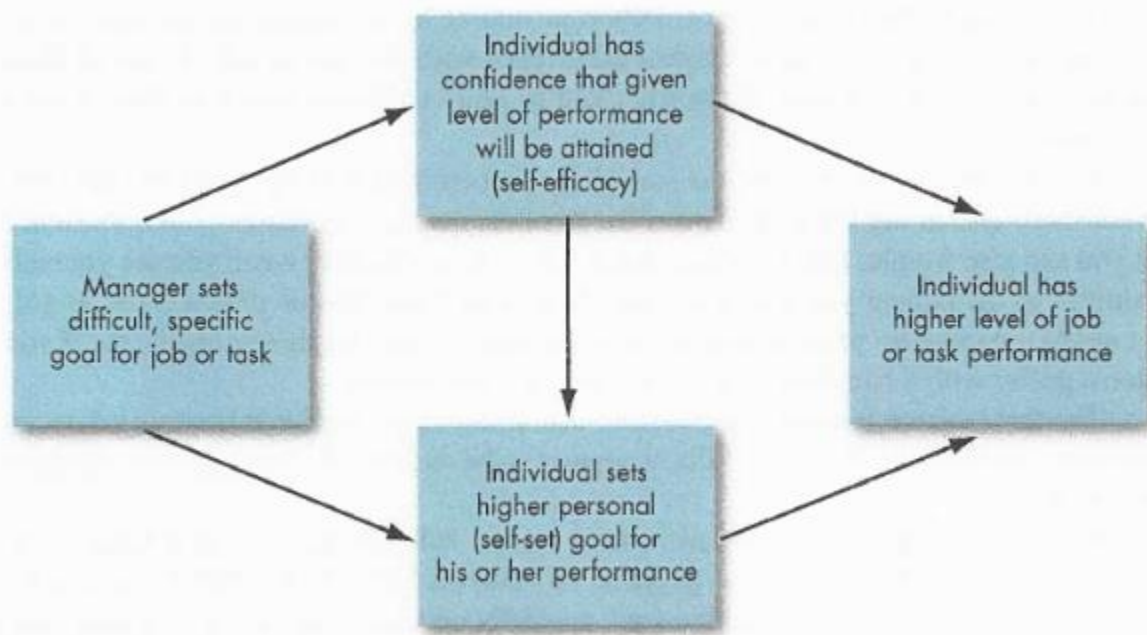 Individual has
confidence that given
level of performance
will be attained
(self-efficacy)
Manager sets
difficult, specific
goal for job or task
Individual has
higher level of job
or task performance
Individual sets
higher personal
(self-set) goal for
his or her performance